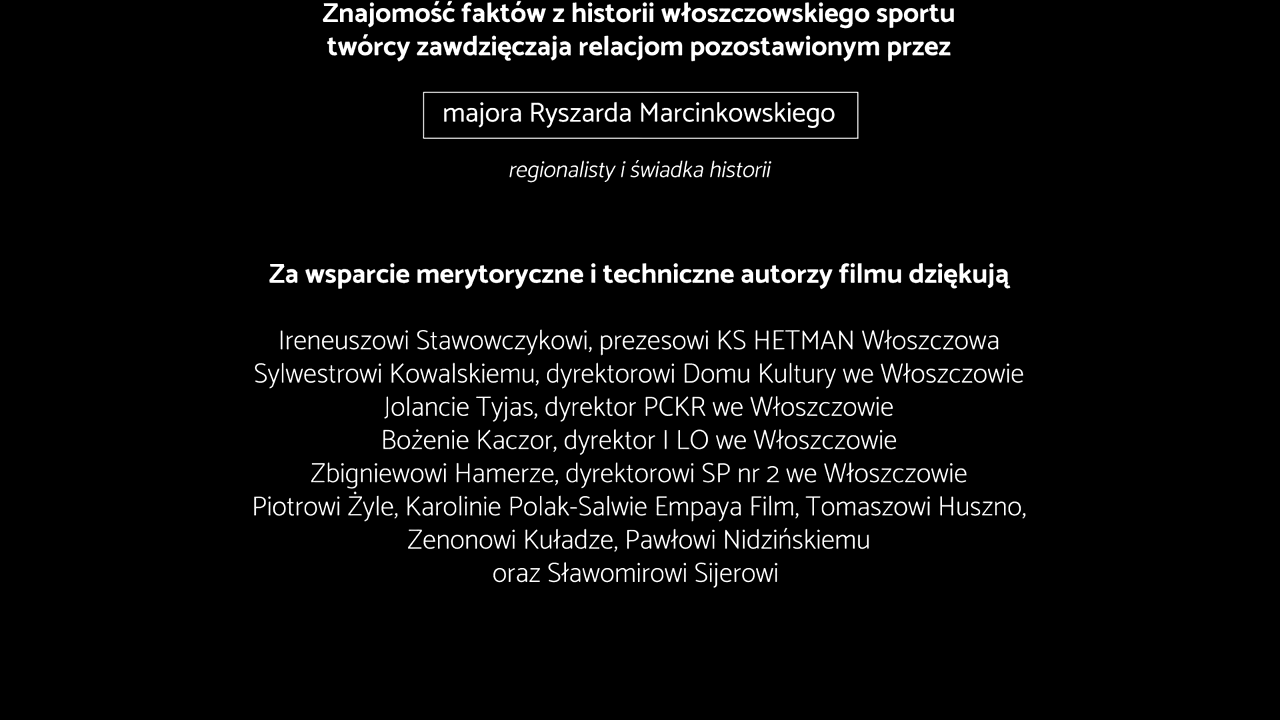 Znajomość faktów z historii włoszczowskiego sportu
twórcy zawdzięczaja relacjom pozostawionym przez
majora Ryszarda Marcinkowskiego
regionalisty i świadka historii
Za wsparcie merytoryczne i techniczne autorzy filmu dziękują
Ireneuszowi Stawowczykowi, prezesowi KS HETMAN Włoszczowa
Sylwestrowi Kowalskiemu, dyrektorowi Domu Kultury we Włoszczowie
Jolancie Tyjas, dyrektor PCKR we Włoszczowie
Bożenie Kaczor, dyrektor I LO we Włoszczowie
Zbigniewowi Hamerze, dyrektorowi SP nr 2 we Włoszczowie
Piotrowi Żyle, Karolinie Polak-Salwie Empaya Film, Tomaszowi Huszno,
Zenonowi Kuładze, Pawłowi Nidzińskiemu
oraz Sławomirowi Sijerowi